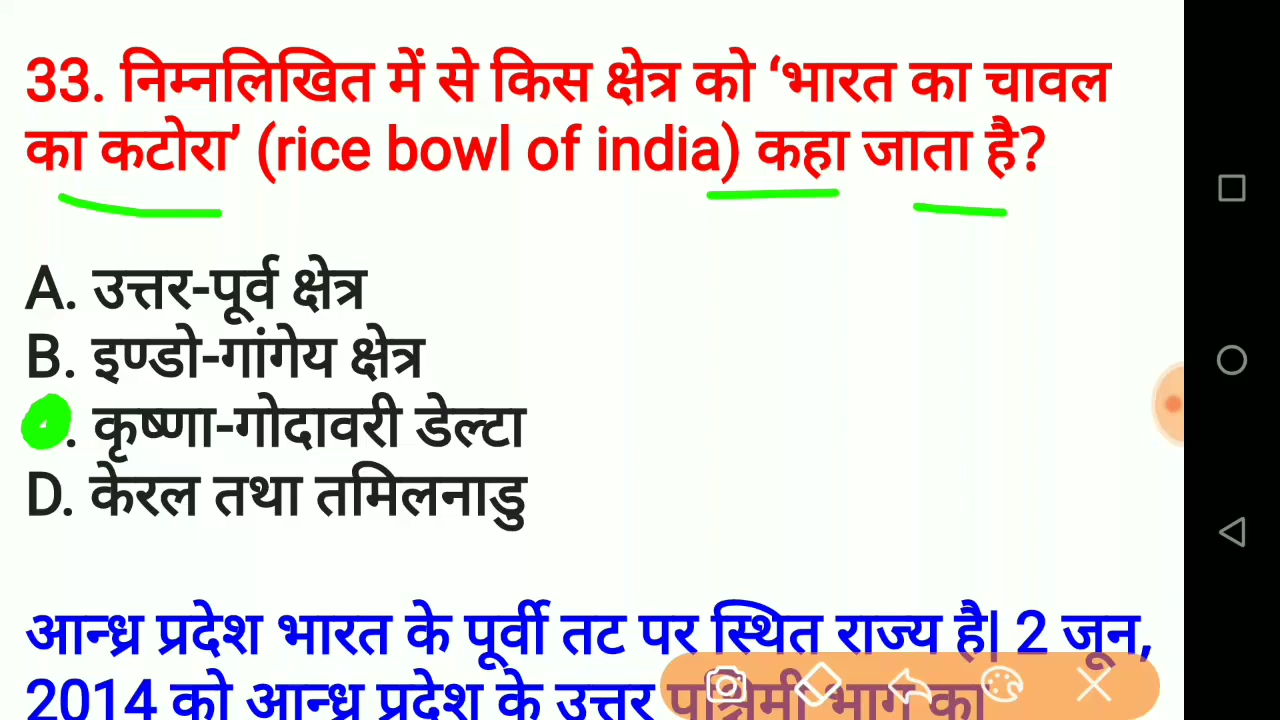 33. निम्नलिखित में से किस क्षेत्र को ‘भारत का चावल
का कटोरा’ (rice bowl of india) कहा जाता है?
A. उत्तर-पूर्व क्षेत्र
B. इण्डो-गांगेय क्षेत्र
. कृष्णा-गोदावरी डेल्टा
D. केरल तथा तमिलनाडु
आन्ध्र प्रदेश भारत के पूर्वी तट पर स्थित राज्य है| 2 जून,
2014 को आन्ध्र प्रदेश के उत्तर पश्चिमी भाग का